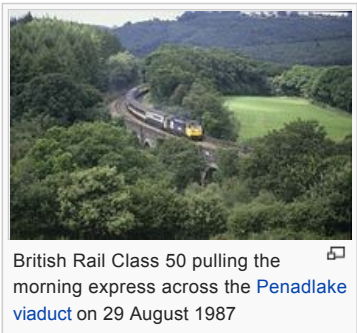 British Rail Class 50 pulling the
morning express across the Penadlake
viaduct on 29 August 1987